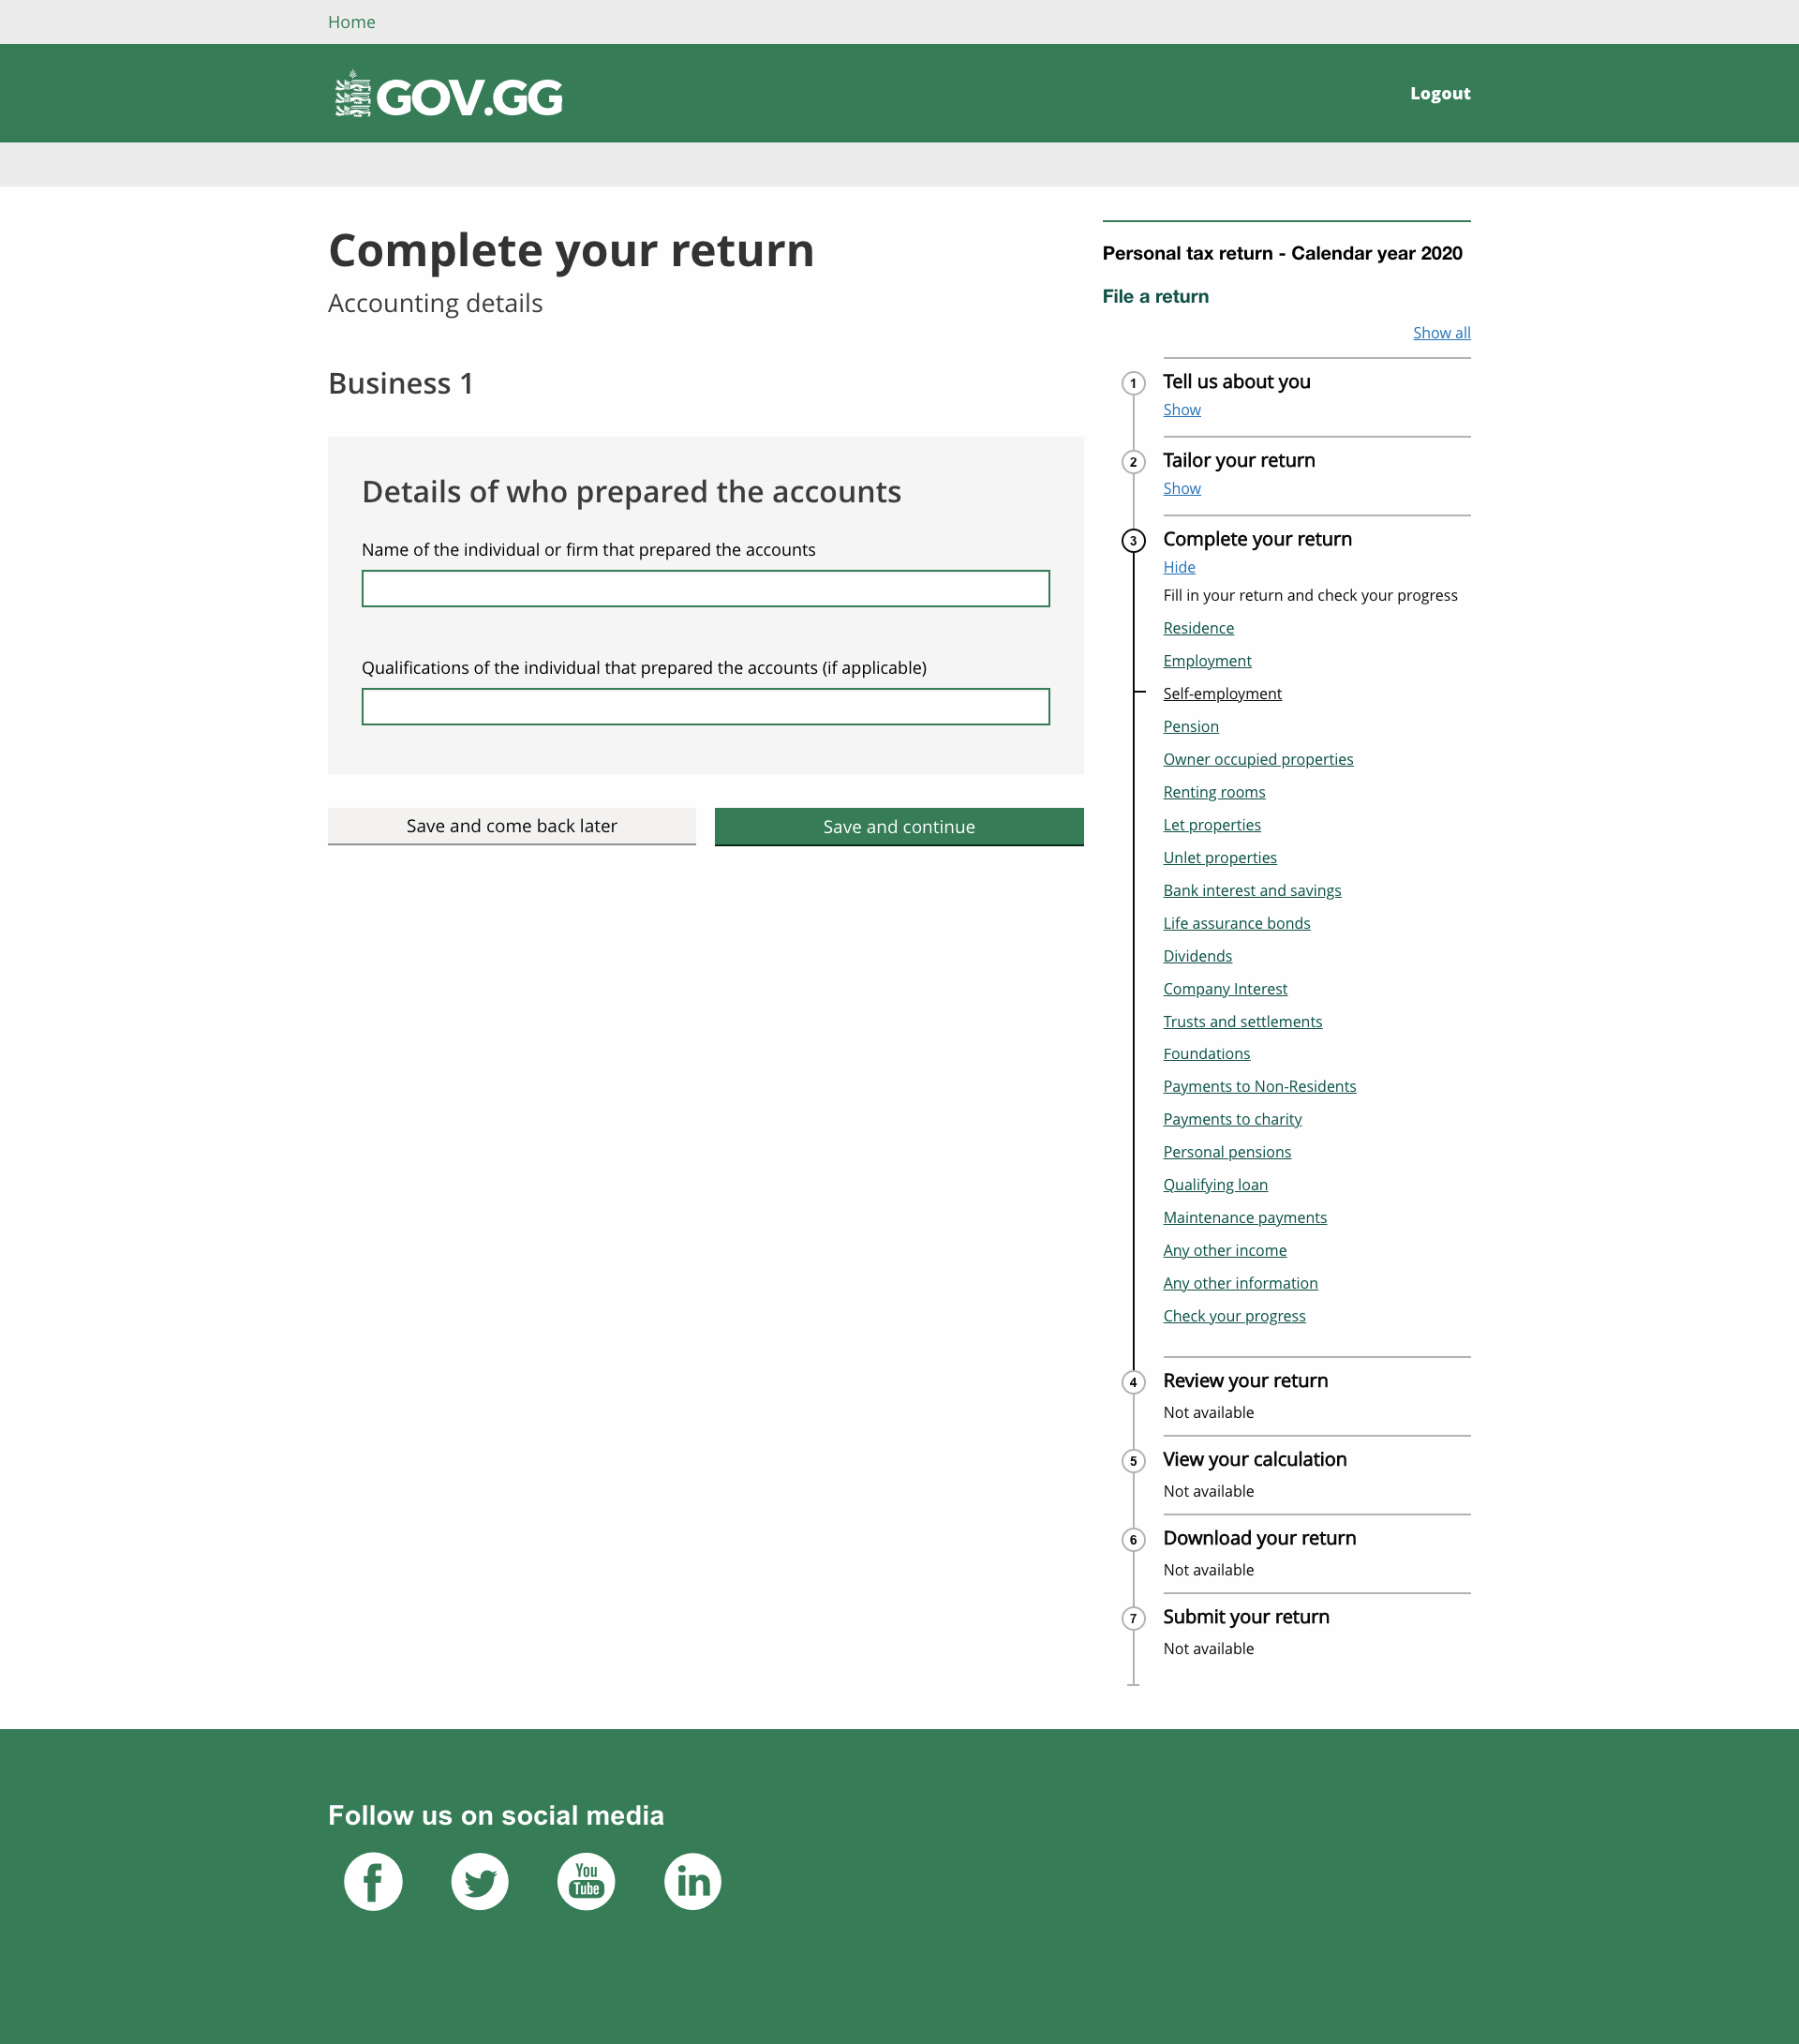 Home
GOV.GG
Logout
Complete your return
Accounting details
Business 1
Details of who prepared the accounts
Name of the individual or firm that prepared the accounts
Qualifications of the individual that prepared the accounts (if applicable)
Save and come back later
Save and continue
Personal tax return - Calendar year 2020
File a return
Show all
1
Tell us about you
Show
2
Tailor your return
Show
3
Complete your return
Hide
Fill in your return and check your progress
Residence
Employment
Self-employment
Pension
Owner occupied properties
Renting rooms
Let properties
Unlet properties
Bank interest and savings
Life assurance bonds
Dividends
Company Interest
Trusts and settlements
Foundations
Payments to Non-Residents
Payments to charity
Personal pensions
Qualifying loan
Maintenance payments
Any other income
Any other information
Check your progress
4
Review your return
Not available
5
View your calculation
Not available
6
Download your return
Not available
7
Submit your return
Not available
Follow us on social media
You
Tube
in